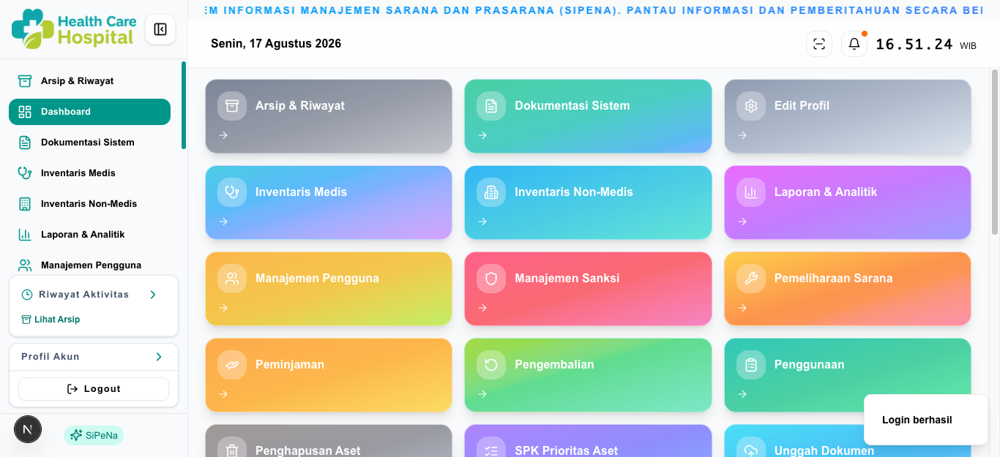 EM INFORMASI MANAJEMEN SARANA DAN PRASARANA (SIPENA). PANTAU INFORMASI DAN PEMBERITAHUAN SECARA
Health Care
Hospital
Senin, 17 Agustus 2026
16.51.24 WIB
Arsip & Riwayat
Dashboard
Dokumentasi Sistem
Inventaris Medis
Inventaris Non-Medis
Laporan & Analitik
Manajemen Pengguna
Riwayat Aktivitas
Lihat Arsip
Profil Akun
Logout
N
SiPeNa
Arsip & Riwayat
Dokumentasi Sistem
Edit Profil
Inventaris Medis
Inventaris Non-Medis
Laporan & Analitik
Manajemen Pengguna
Manajemen Sanksi
Pemeliharaan Sarana
Peminjaman
Pengembalian
Penggunaan
Penghapusan Aset
SPK Prioritas Aset
Unggah Dokumen
Login berhasil